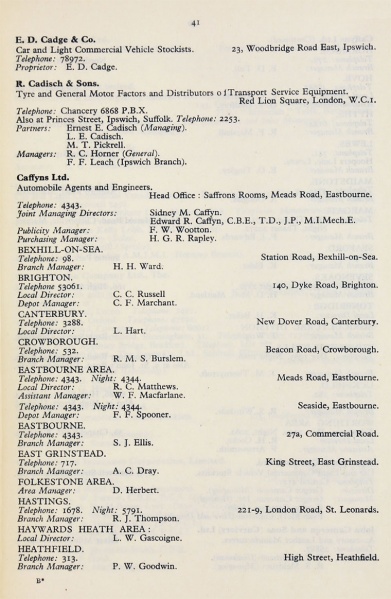 41
E. D. Cadge & Co.
Car and Light Commercial Vehicle Stockists. 23, Woodbridge Road East, Ipswich.
Telephone: 78972.
Proprietor: E. D. Cadge.
R. Cadisch & Sons.
Tyre and General Motor Factors and Distributors of Transport Service Equipment.
Red Lion Square, London, W.C.1.
Telephone: Chancery 6868 P.B.X.
Also at Princes Street, Ipswich, Suffolk. Telephone: 2253.
Partners: Ernest E. Cadisch (Managing).
L. E. Cadisch.
M. T. Pickrell.
Managers: R. C. Horner (General).
F. F. Leach (Ipswich Branch).
Caffyns Ltd.
Automobile Agents and Engineers.
Head Office : Saffrons Rooms, Meads Road, Eastbourne.
Telephone: 4343.
Joint Managing Directors: Sidney M. Caffyn.
Edward R. Caffyn, C.B.E., T.D., J.P., M.I.Mech.E.
Publicity Manager: F. W. Wootton.
Purchasing Manager: H. G. R. Rapley.
BEXHILL-ON-SEA.
Telephone: 98. Station Road, Bexhill-on-Sea.
Branch Manager: H. H. Ward.
BRIGHTON.
Telephone 53061. 140, Dyke Road, Brighton.
Local Director: C. C. Russell
Depot Manager: C. F. Marchant.
CANTERBURY.
Telephone: 3288. New Dover Road, Canterbury.
Local Director: L. Hart.
CROWBOROUGH.
Telephone: 532. Beacon Road, Crowborough.
Branch Manager: R. M. S. Burslem.
EASTBOURNE AREA.
Telephone: 4343. Night: 4344. Meads Road, Eastbourne.
Local Director: R. C. Matthews.
Assistant Manager: W. F. Macfarlane.
Telephone: 4343. Night: 4344. Seaside, Eastbourne.
Depot Manager: F. F. Spooner.
EASTBOURNE.
Telephone: 4343. 27a, Commercial Road.
Branch Manager: S. J. Ellis.
EAST GRINSTEAD.
Telephone: 717. King Street, East Grinstead.
Branch Manager: A. C. Dray.
FOLKESTONE AREA.
Area Manager: D. Herbert.
HASTINGS.
Telephone: 1678. Night: 5791. 221-9, London Road, St. Leonards.
Branch Manager: R. J. Thompson.
HAYWARDS HEATH AREA :
Local Director: L. W. Gascoigne.
HEATHFIELD.
Telephone: 313. High Street, Heathfield.
Branch Manager: P. W. Goodwin.
B*